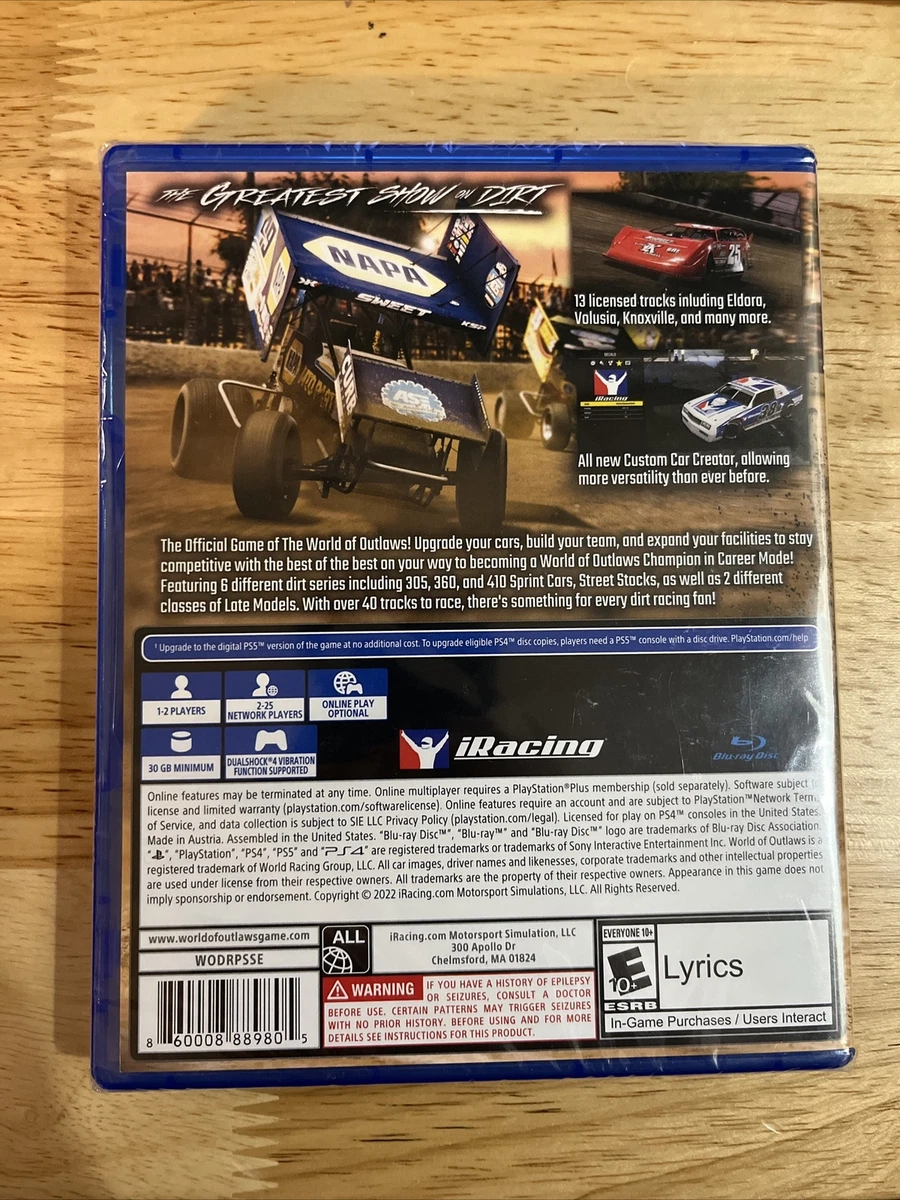 THE GREATEST SHOW ON DIRT
NAPA
SWEET
KSP
25
13 licensed tracks inluding Eldora,
Volusia, Knoxville, and many more.
iRacing
All new Custom Car Creator, allowing
more versatility than ever before.
The Official Game of The World of Outlaws! Upgrade your cars, build your team, and expand your facilities to stay
competitive with the best of the best on your way to becoming a World of Outlaws Champion in Career Mode!
Featuring 6 different dirt series including 305, 360, and 410 Sprint Cars, Street Stocks, as well as 2 different
classes of Late Models. With over 40 tracks to race, there's something for every dirt racing fan!
¹ Upgrade to the digital PS5™ version of the game at no additional cost. To upgrade eligible PS4™ disc copies, players need a PS5™ console with a disc drive. PlayStation.com/help
1-2 PLAYERS
2-25
NETWORK PLAYERS
ONLINE PLAY
OPTIONAL
30 GB MINIMUM
DUALSHOCK®4 VIBRATION
FUNCTION SUPPORTED
iRacing
Blu-ray Disc
Online features may be terminated at any time. Online multiplayer requires a PlayStation®Plus membership (sold separately). Software subject to
license and limited warranty (playstation.com/softwarelicense). Online features require an account and are subject to PlayStation™Network Term
of Service, and data collection is subject to SIE LLC Privacy Policy (playstation.com/legal). Licensed for play on PS4™ consoles in the United States.
Made in Austria. Assembled in the United States. "Blu-ray Disc™", "Blu-ray™" and "Blu-ray Disc™" logo are trademarks of Blu-ray Disc Association.
"PlayStation", "PS4", "PS5" and "PS4" are registered trademarks or trademarks of Sony Interactive Entertainment Inc. World of Outlaws is a
registered trademark of World Racing Group, LLC. All car images, driver names and likenesses, corporate trademarks and other intellectual properties
are used under license from their respective owners. All trademarks are the property of their respective owners. Appearance in this game does not
imply sponsorship or endorsement. Copyright © 2022 iRacing.com Motorsport Simulations, LLC. All Rights Reserved.
www.worldofoutlawsgame.com
WODRPSSE
8 60008 88980 5
ALL
iRacing.com Motorsport Simulation, LLC
300 Apollo Dr
Chelmsford, MA 01824
WARNING IF YOU HAVE A HISTORY OF EPILEPSY
OR SEIZURES, CONSULT A DOCTOR
BEFORE USE. CERTAIN PATTERNS MAY TRIGGER SEIZURES
WITH NO PRIOR HISTORY. BEFORE USING AND FOR MORE
DETAILS SEE INSTRUCTIONS FOR THIS PRODUCT.
EVERYONE 10+
E
10+
ESRB
Lyrics
In-Game Purchases / Users Interact